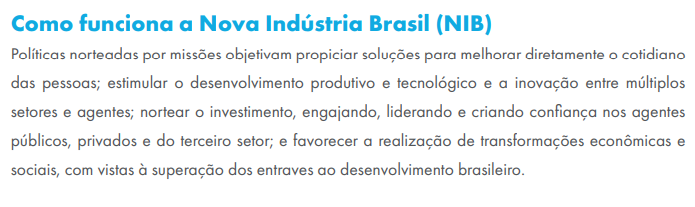 Como funciona a Nova Indústria Brasil (NIB)
Políticas norteadas por missões objetivam propiciar soluções para melhorar diretamente o cotidiano
das pessoas; estimular o desenvolvimento produtivo e tecnológico e a inovação entre múltiplos
setores e agentes; nortear o investimento, engajando, liderando e criando confiança nos agentes
públicos, privados e do terceiro setor; e favorecer a realização de transformações econômicas e
sociais, com vistas à superação dos entraves ao desenvolvimento brasileiro.